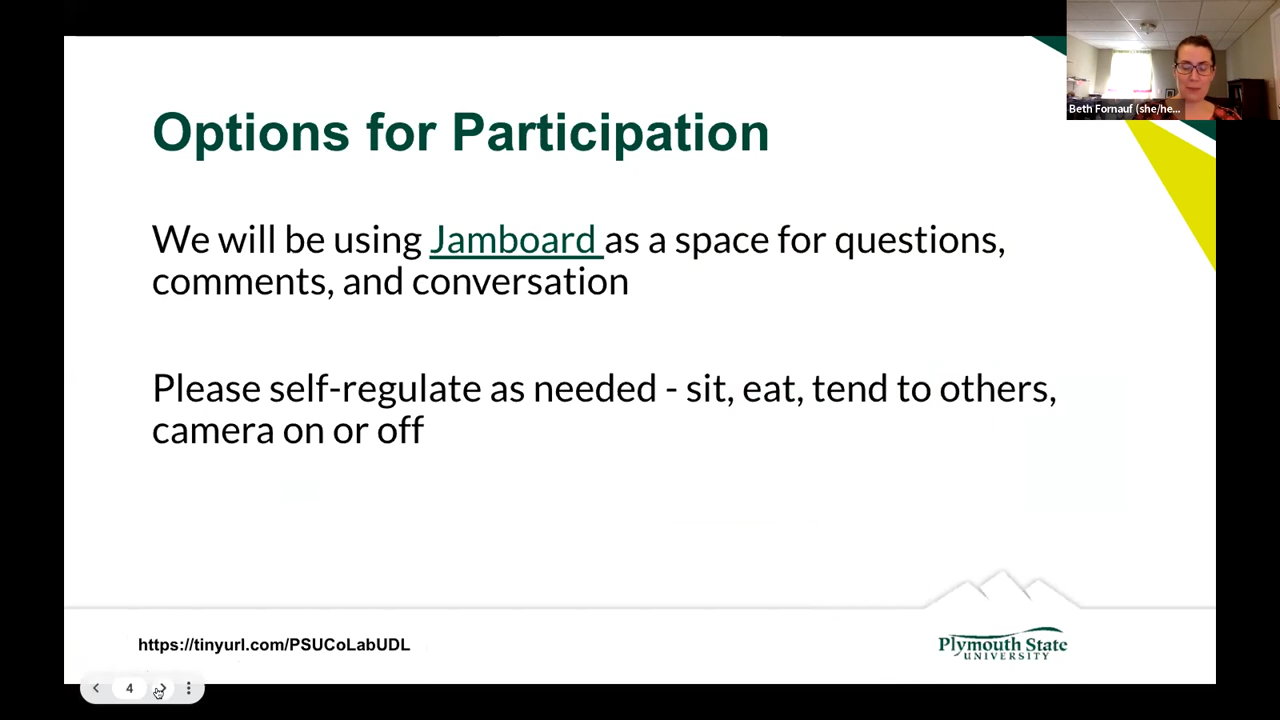 Options for Participation
Beth Fornauf (she/he...
We will be using Jamboard as a space for questions,
comments, and conversation
Please self-regulate as needed - sit, eat, tend to others,
camera on or off
https://tinyurl.com/PSUCoLabUDL
Plymouth State
UNIVERSITY
4